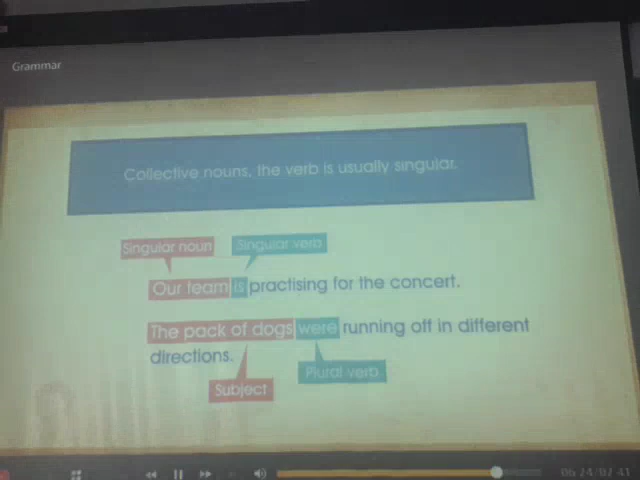 Grammar
Collective nouns, the verb is usually singular.
Singular noun
Singular verb
Our team is practising for the concert.
The pack of dogs were running off in different
directions.
Plural verb
Subject